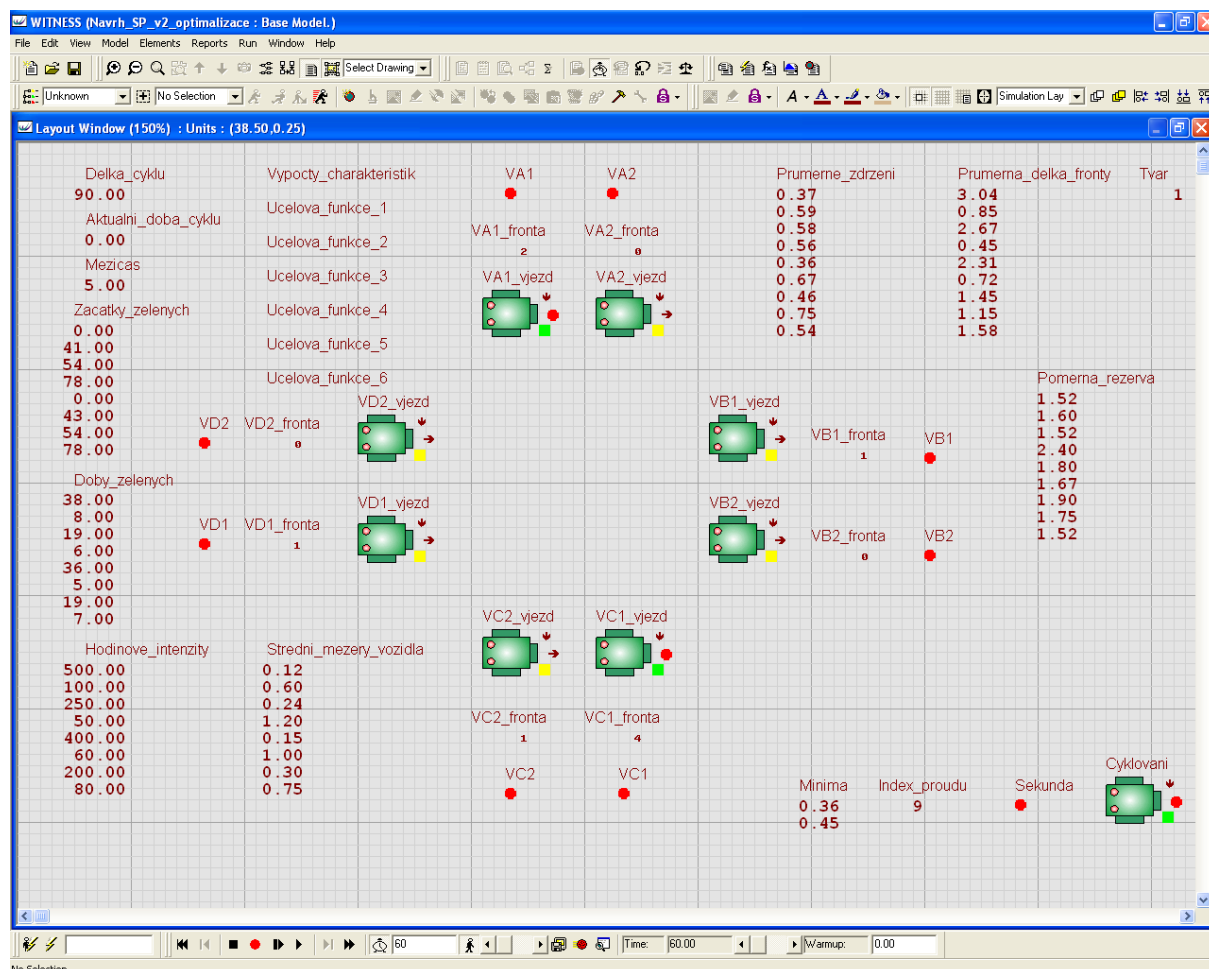 WITNESS (Navrh_SP_v2_optimalizace : Base Model.)
File Edit View Model Elements Reports Run Window Help
Select Drawing
Unknown No Selection Simulation Lay
Layout Window (150%) : Units : (38.50,0.25)
Delka_cyklu
90.00
Aktualni_doba_cyklu
0.00
Mezicas
5.00
Zacatky_zelenych
0.00
41.00
54.00
78.00
0.00
43.00
54.00
78.00
Doby_zelenych
38.00
8.00
19.00
6.00
36.00
5.00
19.00
7.00
Hodinove_intenzity
500.00
100.00
250.00
50.00
400.00
60.00
200.00
80.00
Vypocty_charakteristik
Ucelova_funkce_1
Ucelova_funkce_2
Ucelova_funkce_3
Ucelova_funkce_4
Ucelova_funkce_5
Ucelova_funkce_6
VD2 VD2_fronta
0
VD2_vjezd
VD1 VD1_fronta
1
VD1_vjezd
Stredni_mezery_vozidla
0.12
0.60
0.24
1.20
0.15
1.00
0.30
0.75
VA1 VA2
VA1_fronta VA2_fronta
2 0
VA1_vjezd VA2_vjezd
VC2_vjezd VC1_vjezd
VC2_fronta VC1_fronta
1 4
VC2 VC1
Prumerne_zdrzeni
0.37
0.59
0.58
0.56
0.36
0.67
0.46
0.75
0.54
Prumerna_delka_fronty
3.04
0.85
2.67
0.45
2.31
0.72
1.45
1.15
1.58
Tvar
1
VB1_vjezd
VB1_fronta
1
VB1
VB2_vjezd
VB2_fronta
0
VB2
Pomerna_rezerva
1.52
1.60
1.52
2.40
1.80
1.67
1.90
1.75
1.52
Minima
0.36
0.45
Index_proudu
9
Sekunda
Cyklovani
60 Time: 60.00 Warmup: 0.00
No Selection